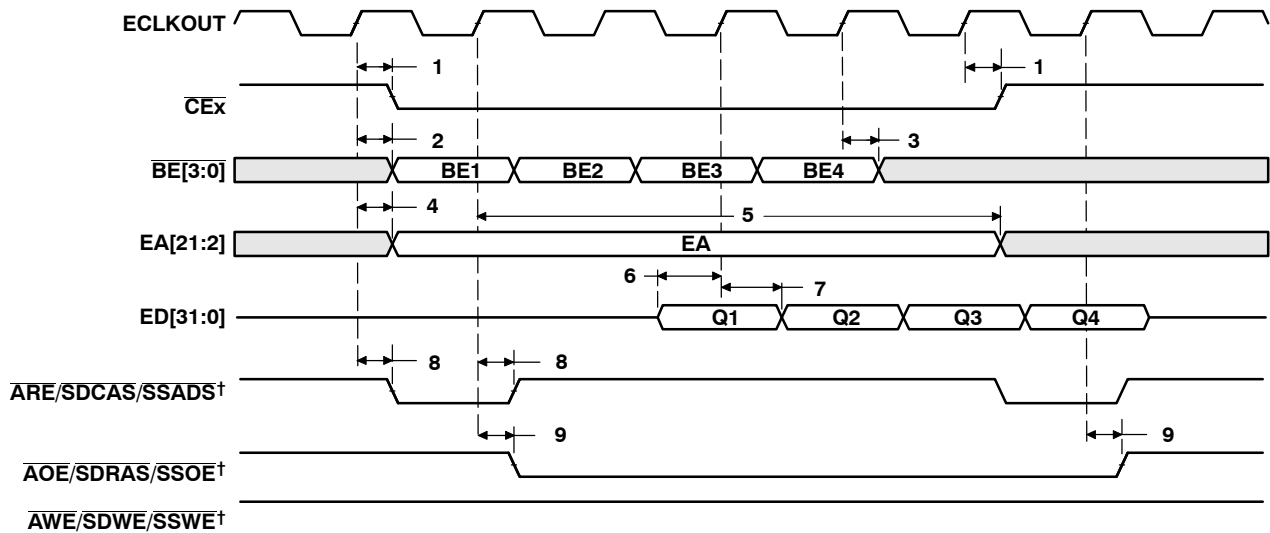 ECLKOUT
1 1
CEx
2 3
BE[3:0] BE1 BE2 BE3 BE4
4 5
EA[21:2] EA
6 7
ED[31:0] Q1 Q2 Q3 Q4
8 8
ARE/SDCAS/SSADS†
9 9
AOE/SDRAS/SSOE†
AWE/SDWE/SSWE†